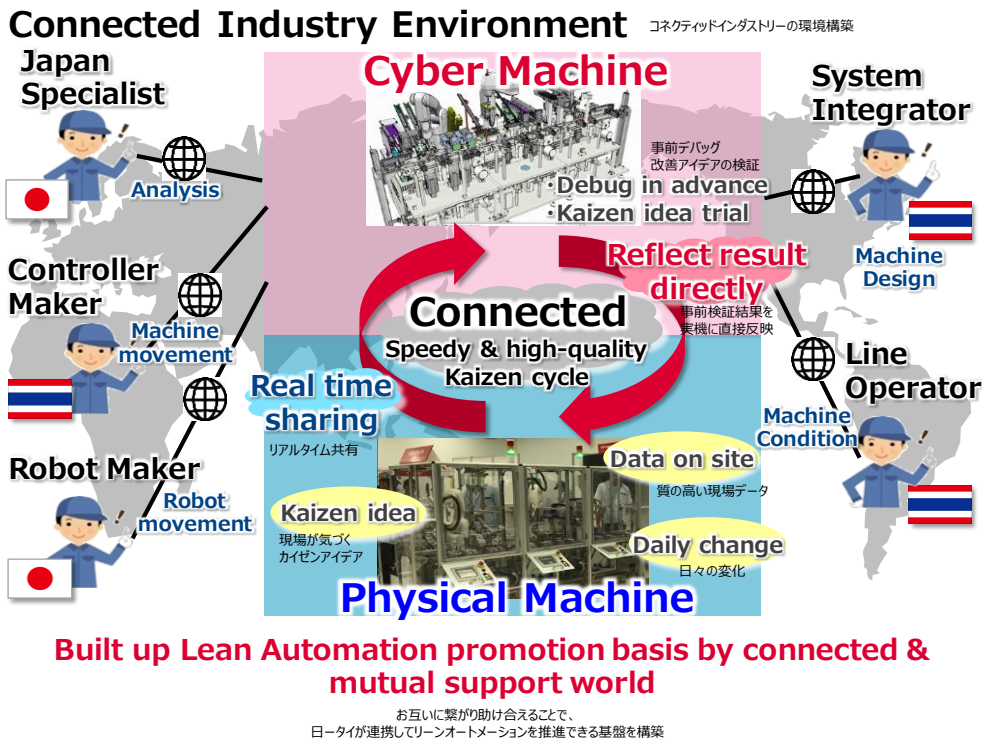 Connected Industry Environment
コネクティッドインダストリーの環境構築
Japan
Specialist
Analysis
Controller
Maker
Machine
movement
Robot Maker
Robot
movement
Cyber Machine
事前デバッグ
改善アイデアの検証
・Debug in advance
・Kaizen idea trial
Reflect result
directly
事前検証結果を
実機に直接反映
Connected
Speedy & high-quality
Kaizen cycle
Real time
sharing
リアルタイム共有
Data on site
質の高い現場データ
Kaizen idea
現場が気づく
カイゼンアイデア
Daily change
日々の変化
Physical Machine
System
Integrator
Machine
Design
Line
Operator
Machine
Condition
Built up Lean Automation promotion basis by connected &
mutual support world
お互いに繋がり助け合えることで、
日ータイが連携してリーンオートメーションを推進できる基盤を構築